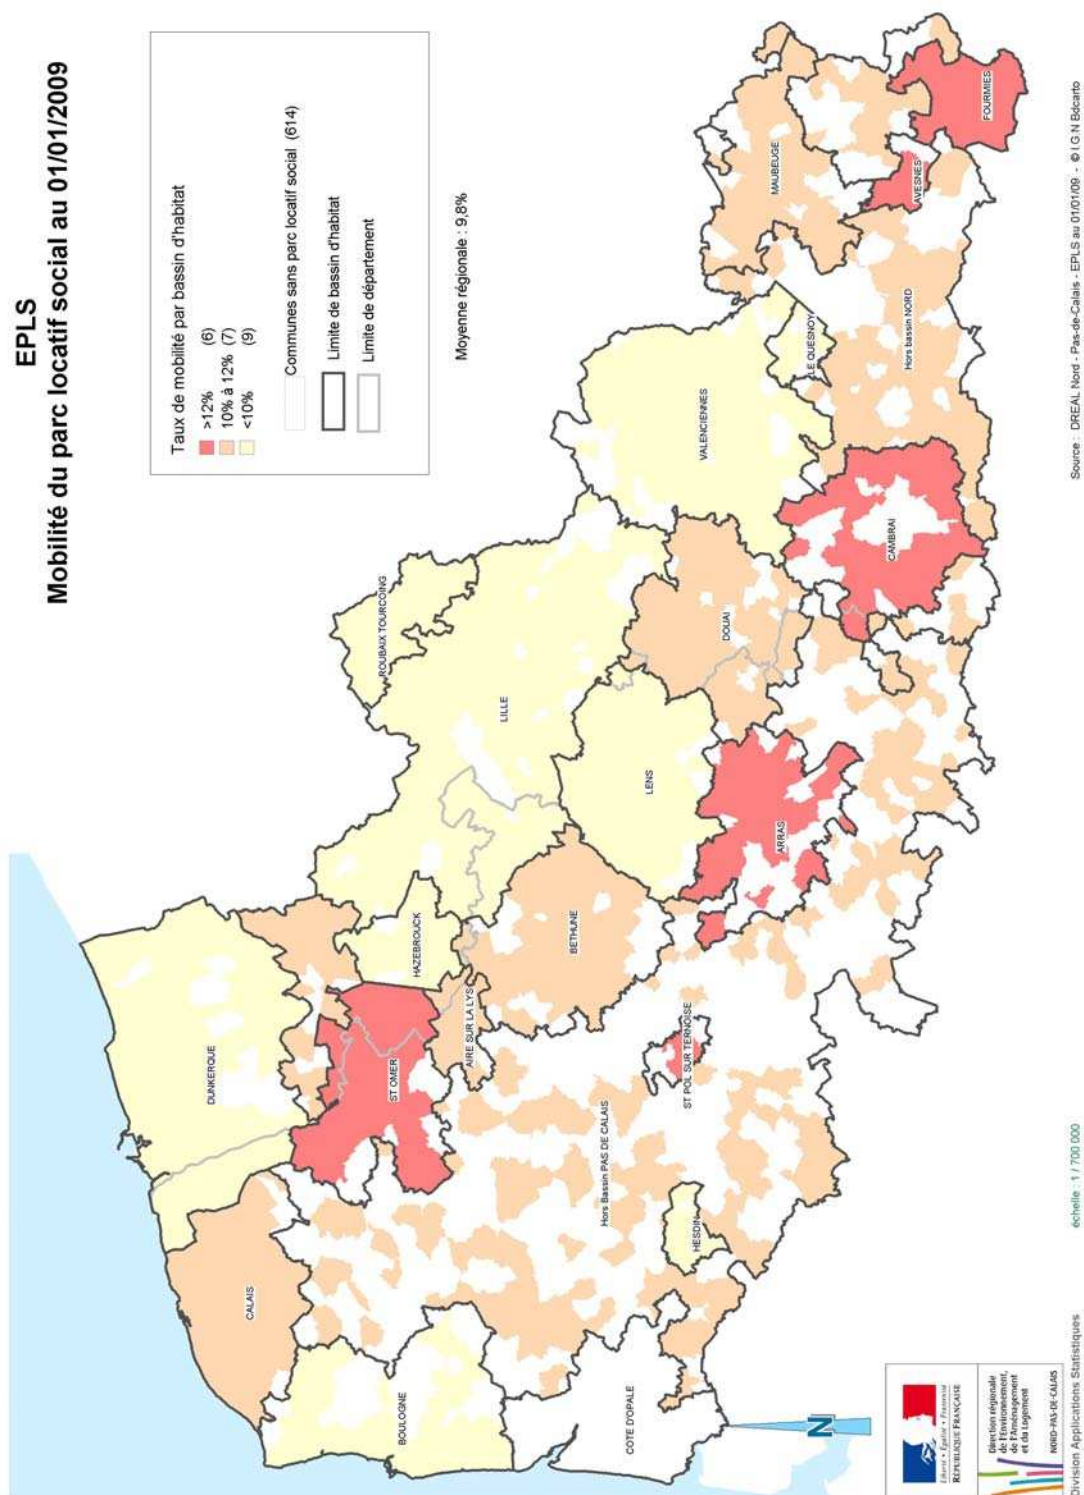 EPLS
Mobilité du parc locatif social au 01/01/2009
Taux de mobilité par bassin d'habitat
>12% (6)
10% à 12% (7)
<10% (9)
Communes sans parc locatif social (614)
Limite de bassin d'habitat
Limite de département
Moyenne régionale : 9,8%
DUNKERQUE
CALAIS
BOULOGNE
COTE D'OPALE
ST OMER
HAZEBROUCK
AIRE SUR LA LYS
ROUBAIX TOURCOING
LILLE
BETHUNE
LENS
Hors Bassin PAS DE CALAIS
HESDIN
ST POL SUR TERNOISE
ARRAS
DOUAI
VALENCIENNES
LE QUESNOY
CAMBRAI
Hors bassin NORD
MAUBEUGE
AVESNES
FOURMIES
N
Liberté • Égalité • Fraternité
RÉPUBLIQUE FRANÇAISE
Direction régionale
de l'Environnement,
de l'Aménagement
et du Logement
NORD-PAS-DE-CALAIS
Division Applications Statistiques
échelle : 1 / 700 000
Source : DREAL Nord - Pas-de-Calais - EPLS au 01/01/09 - © I.G.N Bdcarto